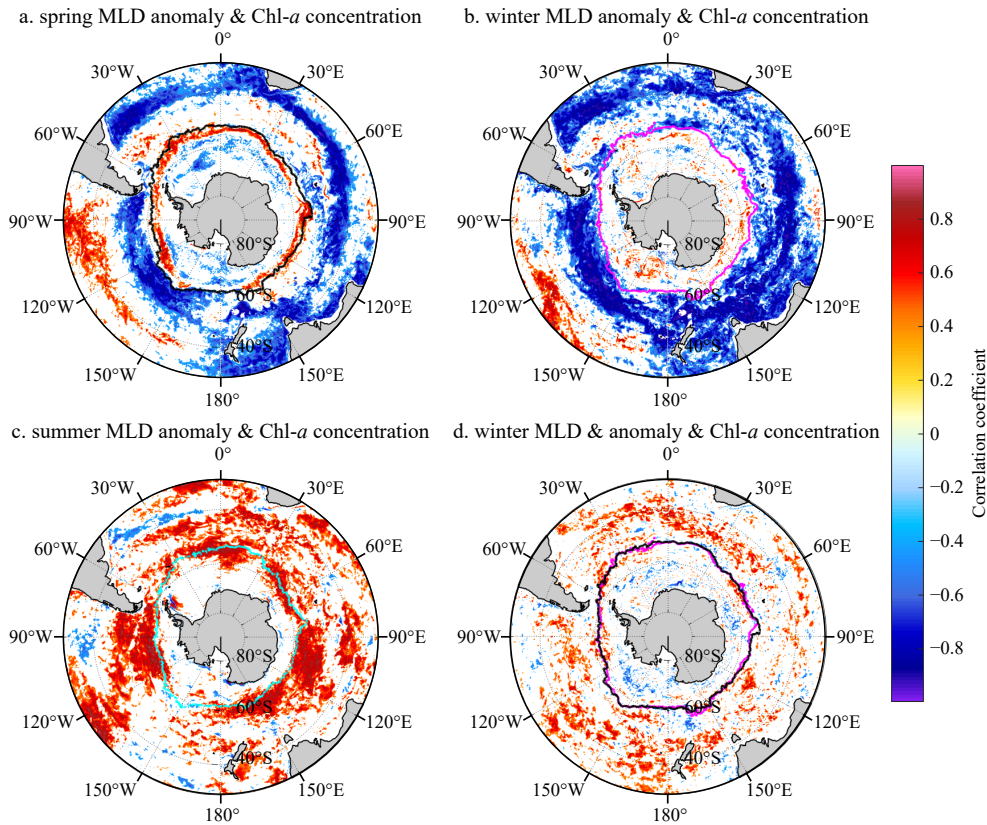 a. spring MLD anomaly & Chl-a concentration
b. winter MLD anomaly & Chl-a concentration
0°
0°
30°W
30°E
30°W
30°E
60°W
60°E
60°W
60°E
90°W
80°S
90°E
90°W
80°S
90°E
60°S
60°S
120°W
120°E
120°W
120°E
40°S
40°S
150°W
150°E
150°W
150°E
180°
180°
c. summer MLD anomaly & Chl-a concentration
d. winter MLD & anomaly & Chl-a concentration
0°
0°
30°W
30°E
30°W
30°E
60°W
60°E
60°W
60°E
90°W
80°S
90°E
90°W
80°S
90°E
60°S
60°S
120°W
120°E
120°W
120°E
40°S
40°S
150°W
150°E
150°W
150°E
180°
180°
0.8
0.6
0.4
0.2
0
−0.2
−0.4
−0.6
−0.8
Correlation coefficient